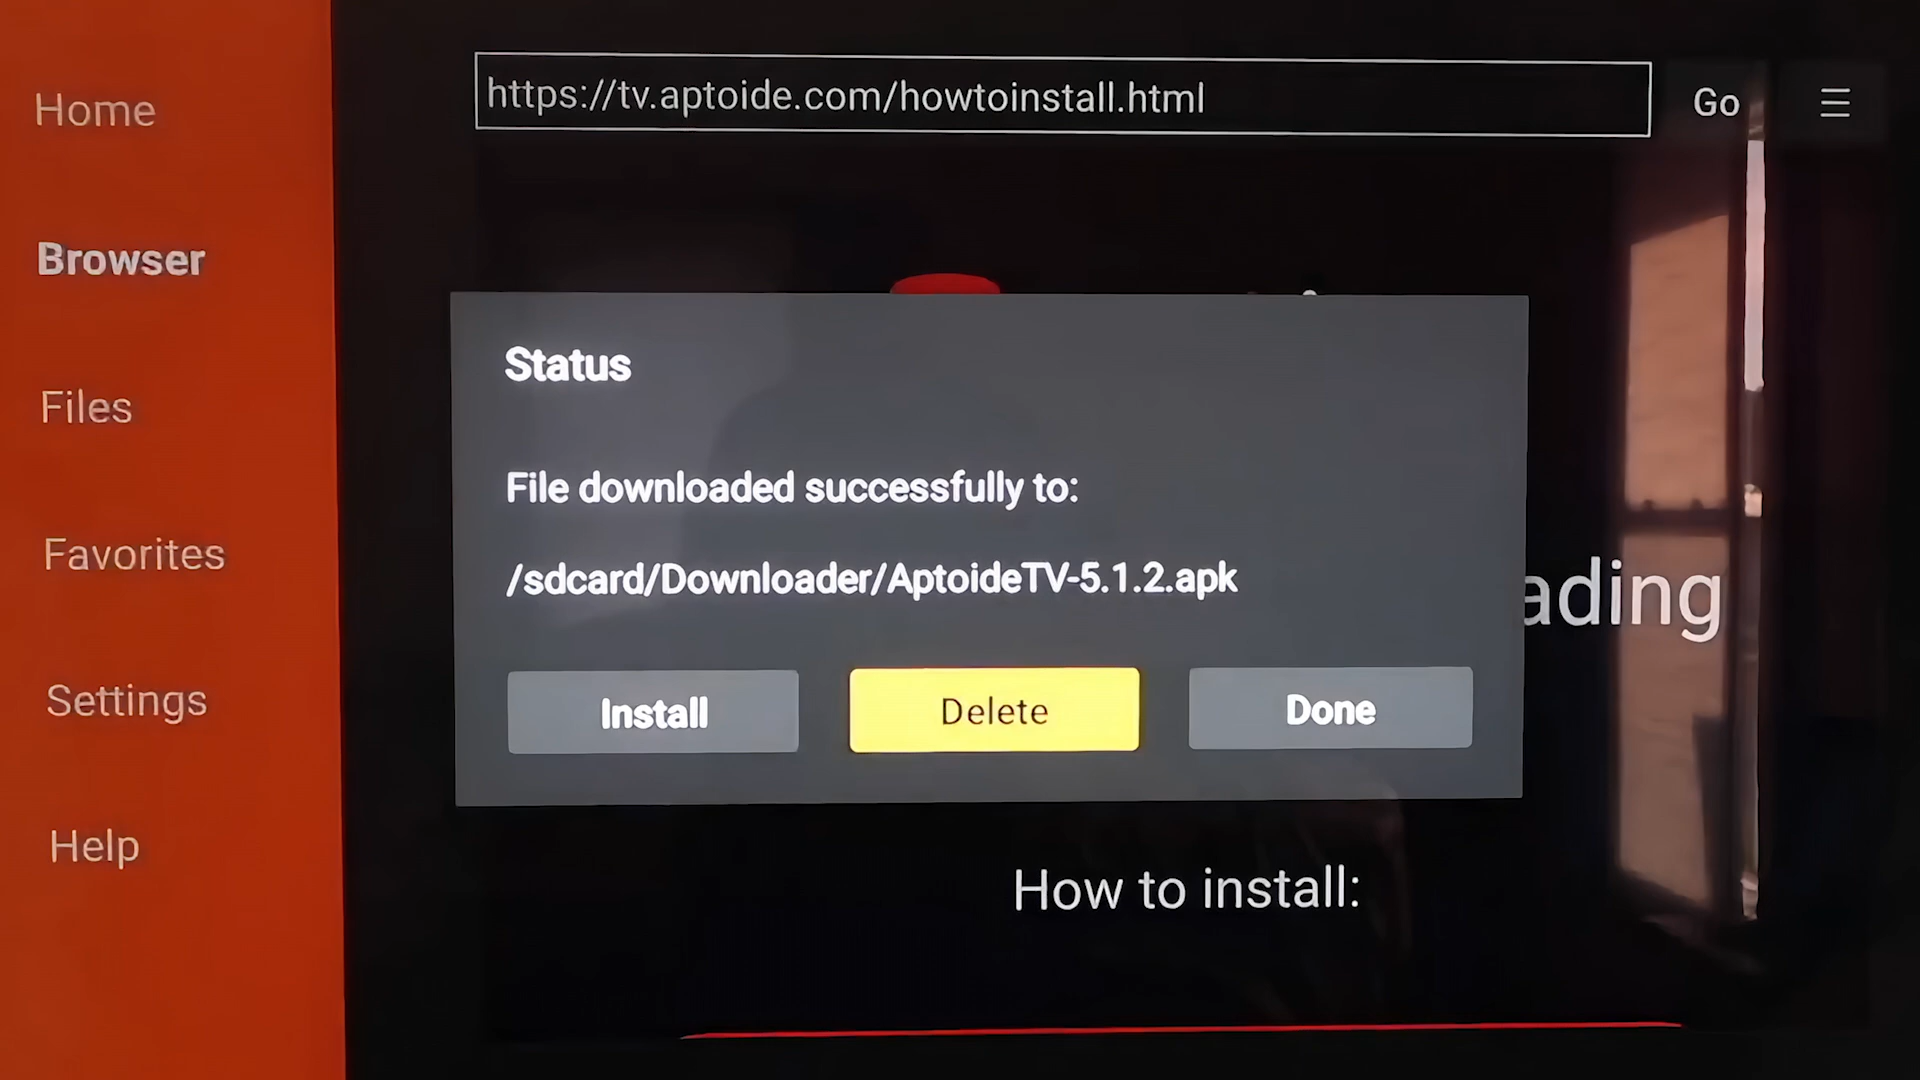 Home
Browser
Files
Favorites
Settings
Help
https://tv.aptoide.com/howtoinstall.html
Go
Status
File downloaded successfully to:
/sdcard/Downloader/AptoideTV-5.1.2.apk
Install
Delete
Done
ading
How to install: